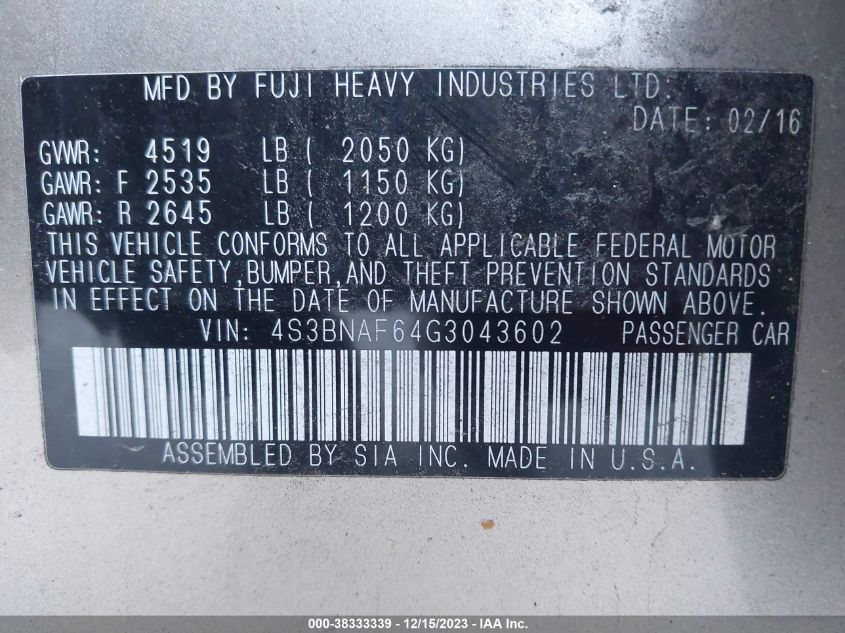 MFD BY FUJI HEAVY INDUSTRIES LTD.
DATE: 02/16
GVWR: 4519 LB ( 2050 KG)
GAWR: F 2535 LB ( 1150 KG)
GAWR: R 2645 LB ( 1200 KG)
THIS VEHICLE CONFORMS TO ALL APPLICABLE FEDERAL MOTOR
VEHICLE SAFETY,BUMPER,AND THEFT PREVENTION STANDARDS
IN EFFECT ON THE DATE OF MANUFACTURE SHOWN ABOVE.
VIN: 4S3BNAF64G3043602 PASSENGER CAR
ASSEMBLED BY SIA INC. MADE IN U.S.A.
000-38333339 - 12/15/2023 - IAA Inc.